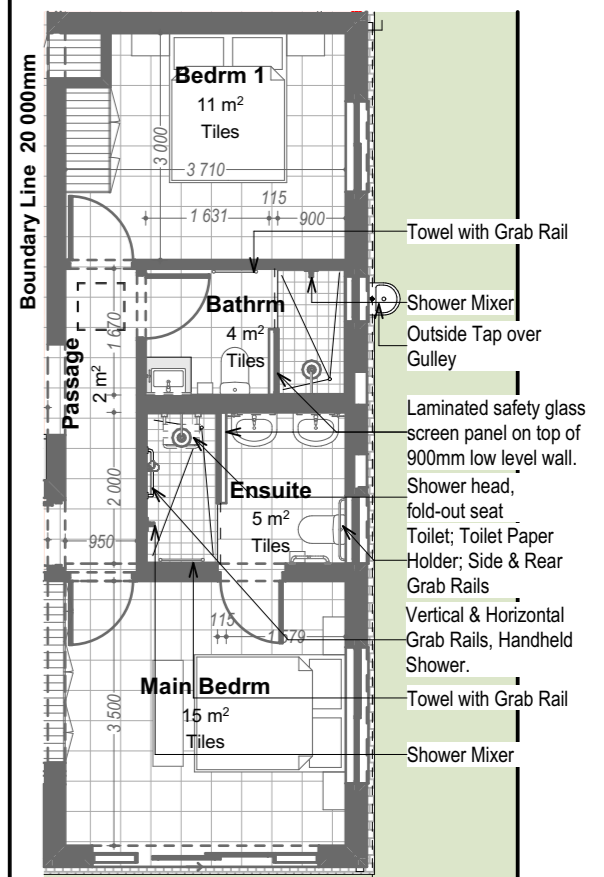 Boundary Line 20 000mm
Bedrm 1
11 m²
Tiles
3 000
3 710
115
1 631
900
Towel with Grab Rail
Bathrm
4 m²
Tiles
Shower Mixer
Outside Tap over
Gulley
1 670
Passage
2 m²
Laminated safety glass
screen panel on top of
900mm low level wall.
2 000
Ensuite
5 m²
Tiles
Shower head,
fold-out seat
Toilet; Toilet Paper
Holder; Side & Rear
Grab Rails
950
Vertical & Horizontal
Grab Rails, Handheld
Shower.
115
1 579
Main Bedrm
15 m²
Tiles
3 500
Towel with Grab Rail
Shower Mixer